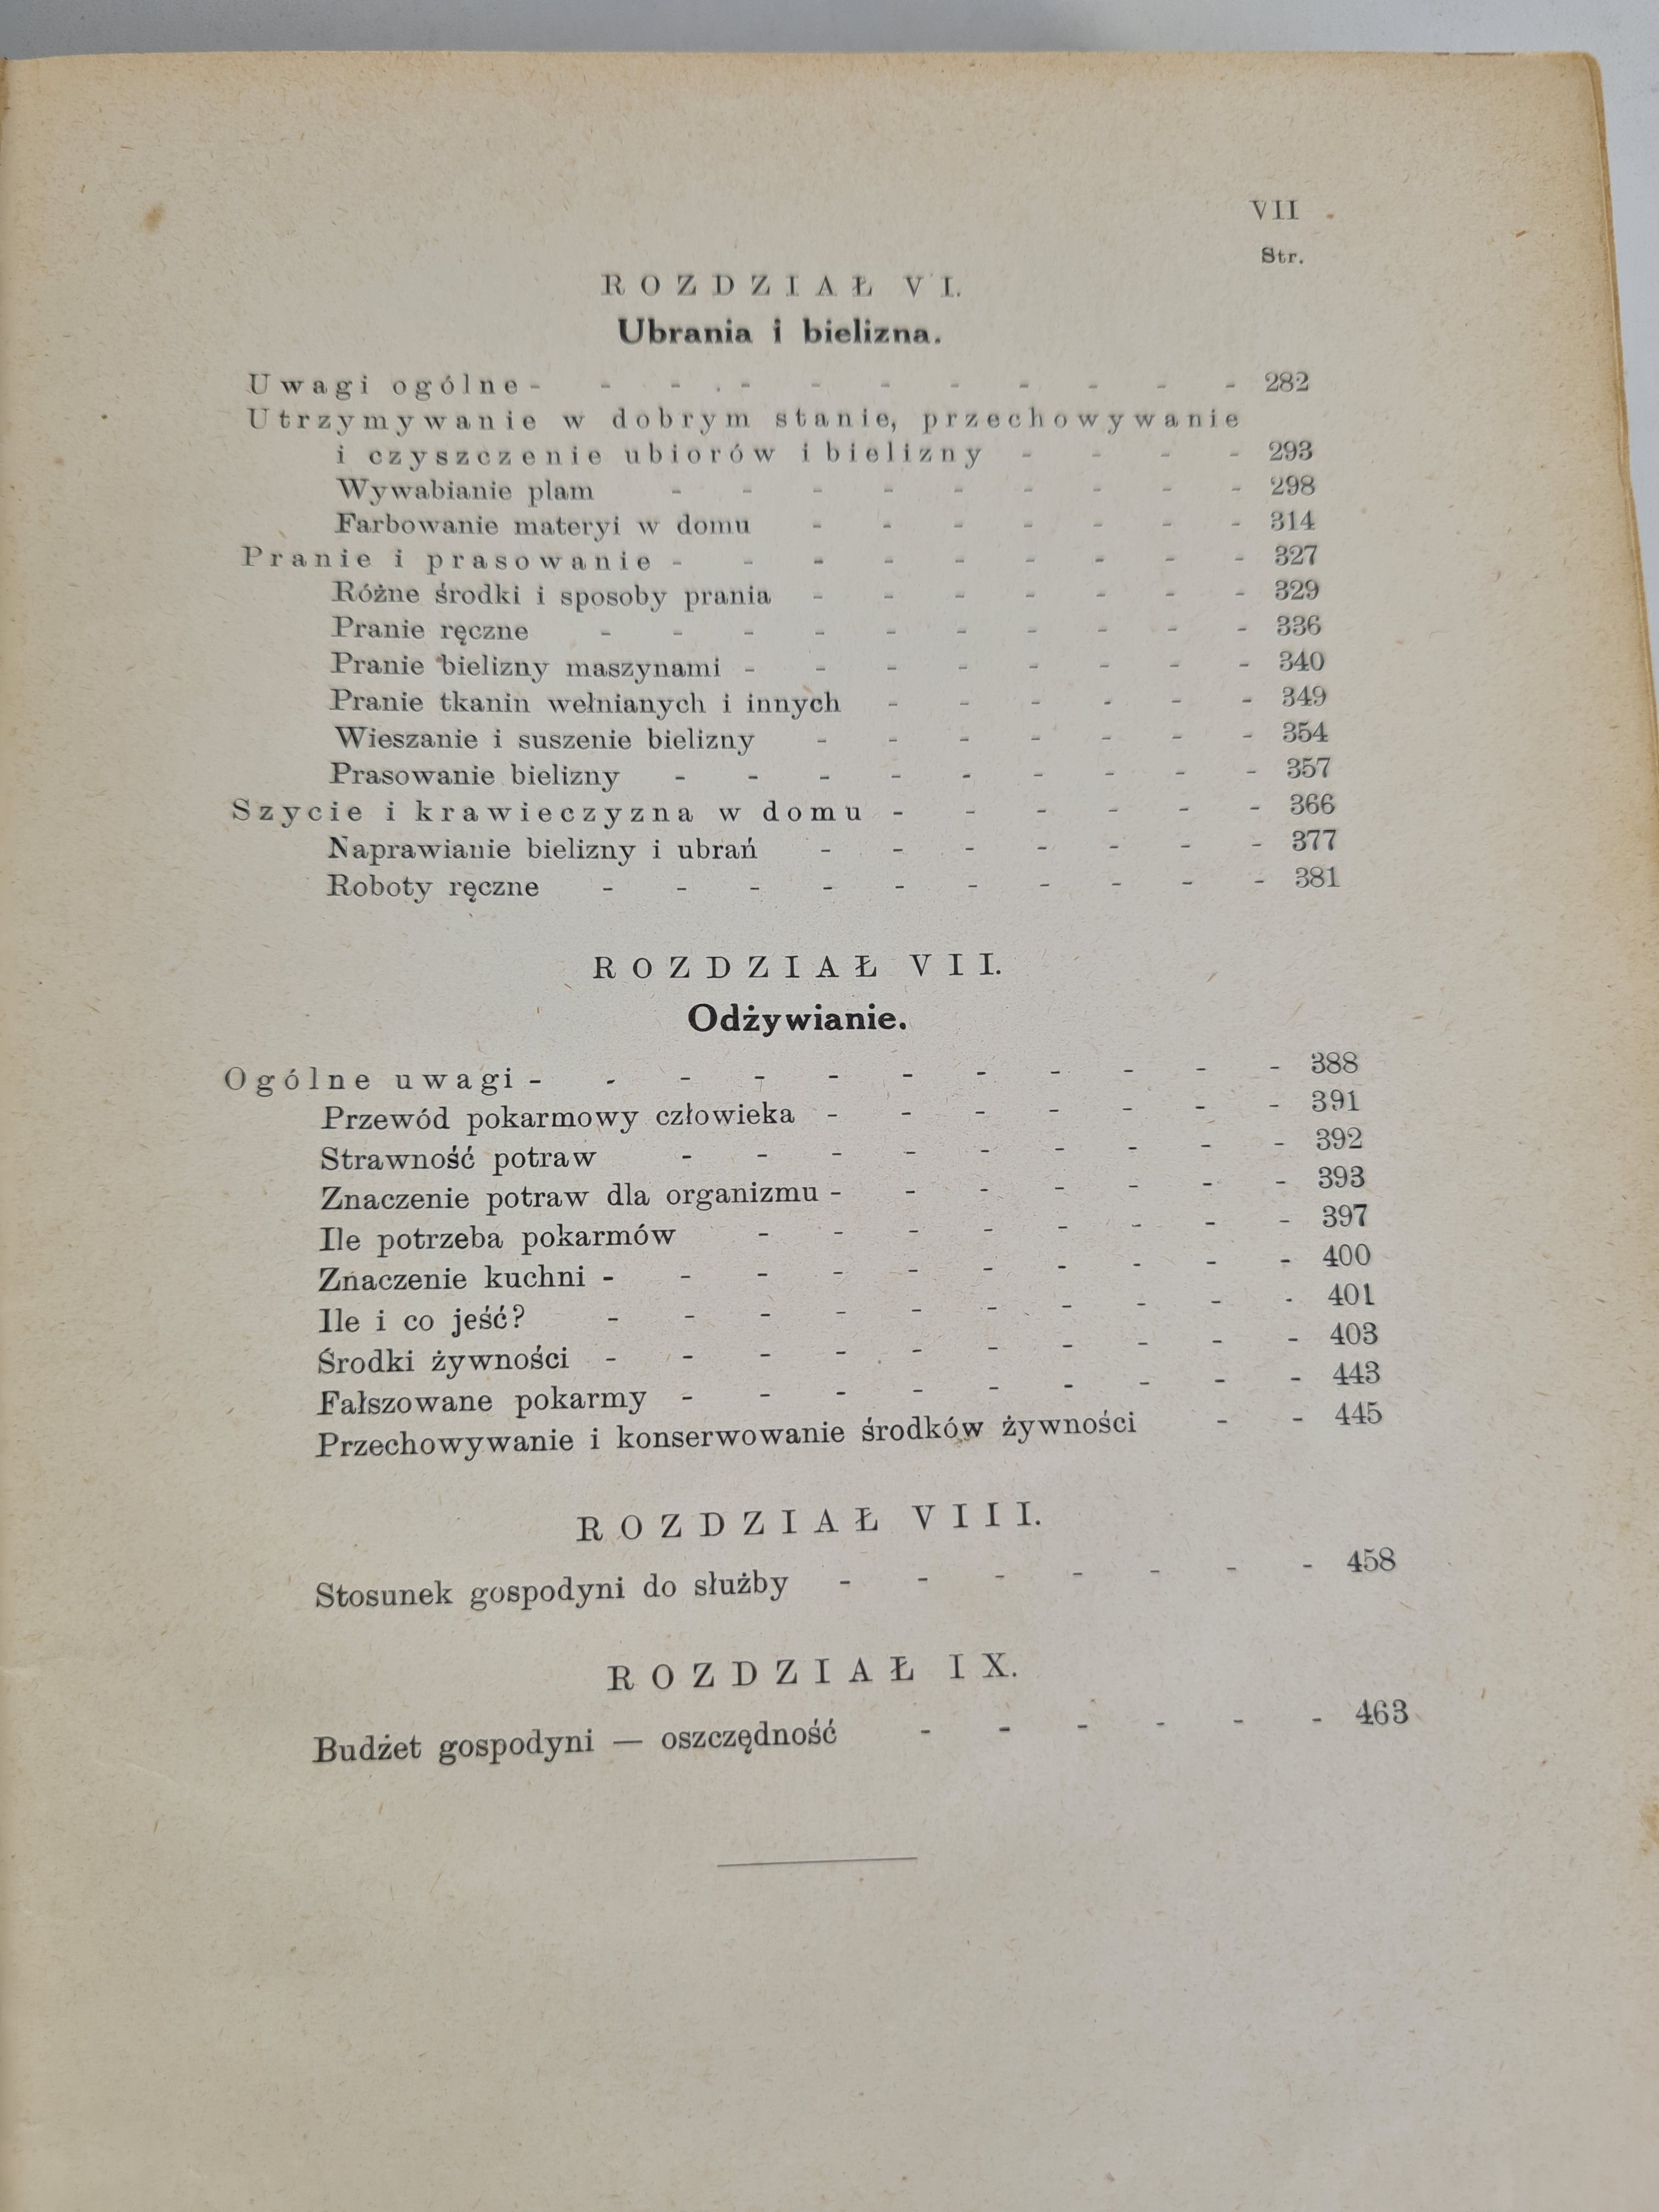 VII
Str.
ROZDZIAŁ VI.
Ubrania i bielizna.
Uwagi ogólne - - - - - - - - - - - 282
Utrzymywanie w dobrym stanie, przechowywanie
i czyszczenie ubiorów i bielizny - - - - 293
Wywabianie plam - - - - - - - - - 298
Farbowanie materyi w domu - - - - - - - 314
Pranie i prasowanie - - - - - - - - - 327
Różne środki i sposoby prania - - - - - - - 329
Pranie ręczne - - - - - - - - - - 336
Pranie bielizny maszynami - - - - - - - - 340
Pranie tkanin wełnianych i innych - - - - - - 349
Wieszanie i suszenie bielizny - - - - - - - 354
Prasowanie bielizny - - - - - - - - - 357
Szycie i krawieczyzna w domu - - - - - - 366
Naprawianie bielizny i ubrań - - - - - - - 377
Roboty ręczne - - - - - - - - - - 381
ROZDZIAŁ VII.
Odżywianie.
Ogólne uwagi - - - - - - - - - - - 388
Przewód pokarmowy człowieka - - - - - - - 391
Strawność potraw - - - - - - - - - 392
Znaczenie potraw dla organizmu - - - - - - - 393
Ile potrzeba pokarmów - - - - - - - - 397
Znaczenie kuchni - - - - - - - - - - 400
Ile i co jeść? - - - - - - - - - - 401
Środki żywności - - - - - - - - - - 403
Fałszowane pokarmy - - - - - - - - - 443
Przechowywanie i konserwowanie środków żywności - - 445
ROZDZIAŁ VIII.
Stosunek gospodyni do służby - - - - - - - 458
ROZDZIAŁ IX.
Budżet gospodyni — oszczędność - - - - - - 463